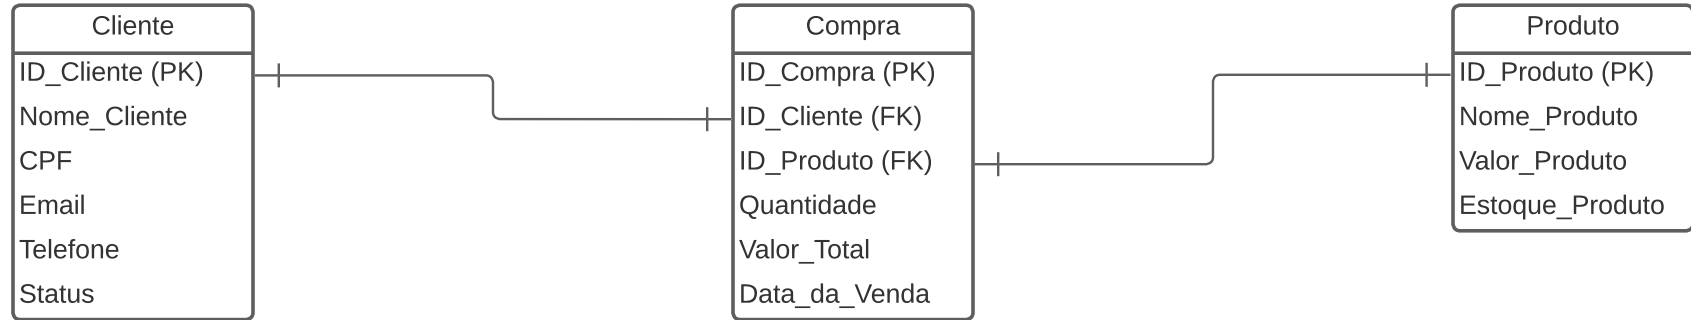 Cliente
ID_Cliente (PK)
Nome_Cliente
CPF
Email
Telefone
Status
Compra
ID_Compra (PK)
ID_Cliente (FK)
ID_Produto (FK)
Quantidade
Valor_Total
Data_da_Venda
Produto
ID_Produto (PK)
Nome_Produto
Valor_Produto
Estoque_Produto